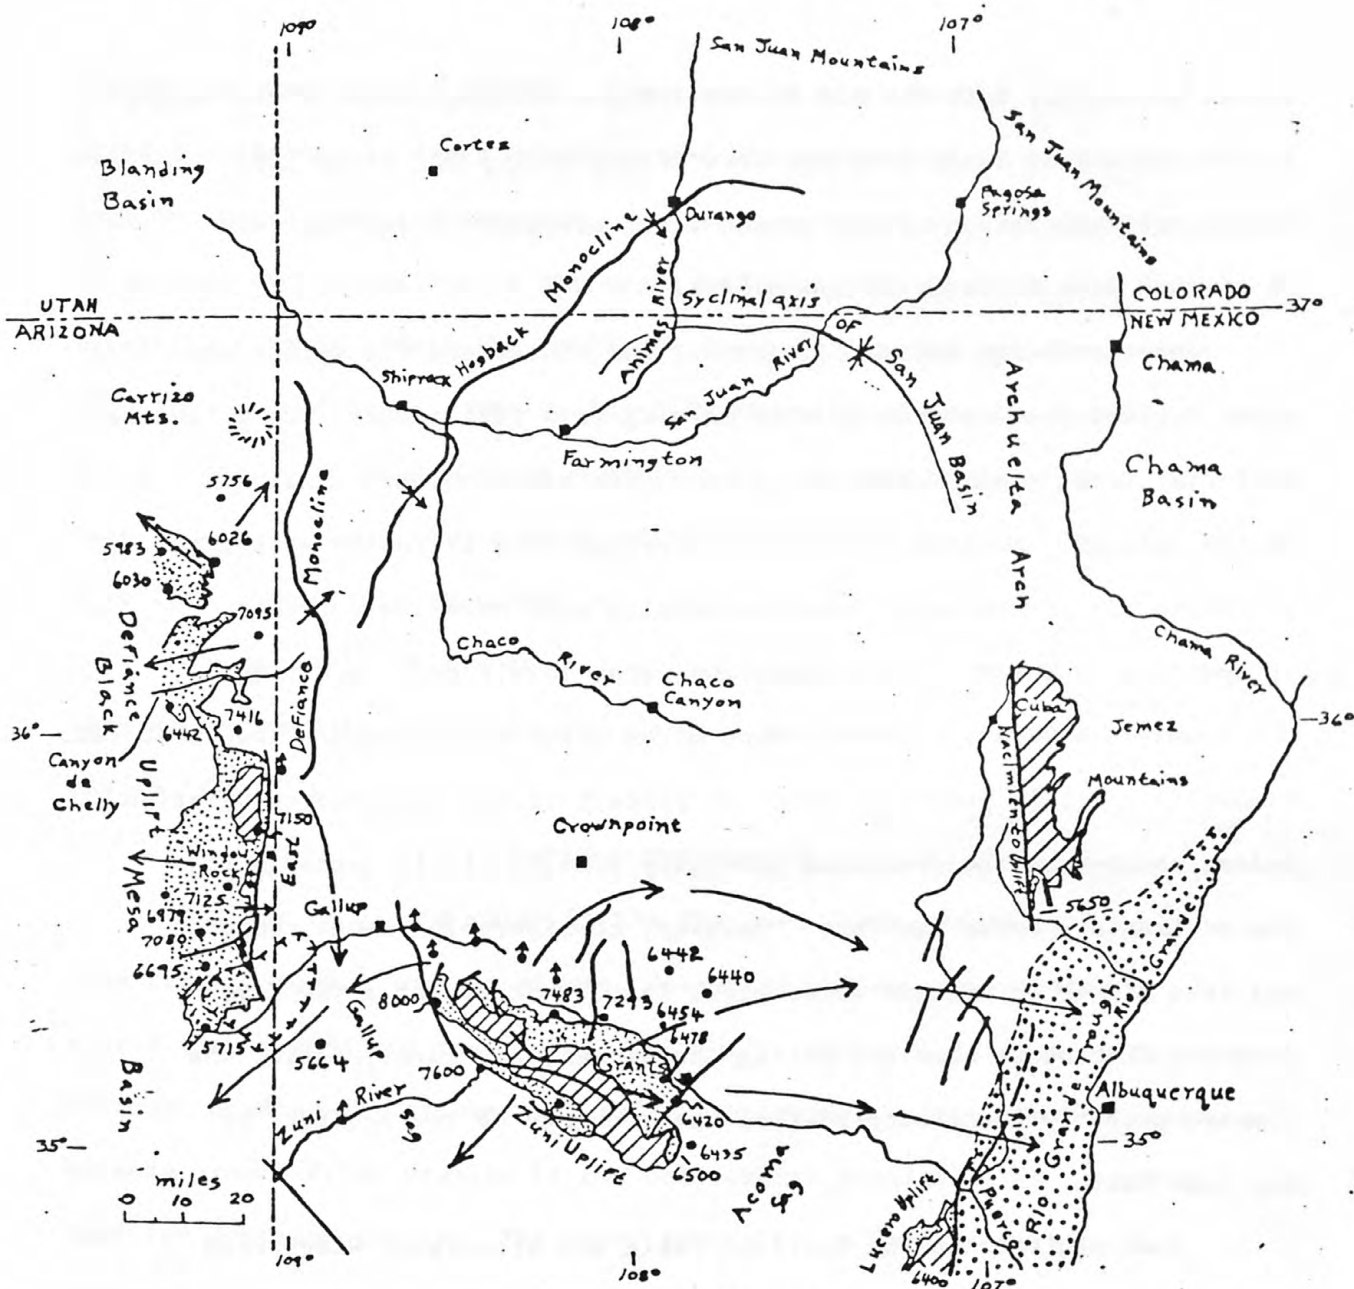 109°
108°
107°
San Juan Mountains
San Juan Mountains
Cortez
Blanding
Basin
Durango
Pagosa
Springs
Hogback Monocline
Animas River
Synclinal axis
OF
San Juan Basin
UTAH
ARIZONA
COLORADO
NEW MEXICO
37°
Chama
Shiprax
San Juan River
Farmington
Carrizo
Mts.
Archuleta Arch
Chama
Basin
5756
6026
5983
6030
7095
Defiance Monocline
Chaco River
Chaco
Canyon
Chama River
Defiance Uplift
Black Mesa Basin
6442
7416
36°
Canyon
de
Chelly
Cuba
Nacimiento Uplift
Jemez
Mountains
36°
7150
Window
Rock
7125
6979
7080
6695
5715
Crownpoint
Gallup
5650
Rio Grande
Rio Grande Trough
6442
6440
7483
7293
6454
6478
8000
Gallup Sag
5664
7600
Grants
Zuni River
Zuni Uplift
6420
6435
6500
Acoma Sag
Albuquerque
35°
35°
miles
0 10 20
Lucero Uplift
Puerco
6400
109°
108°
107°